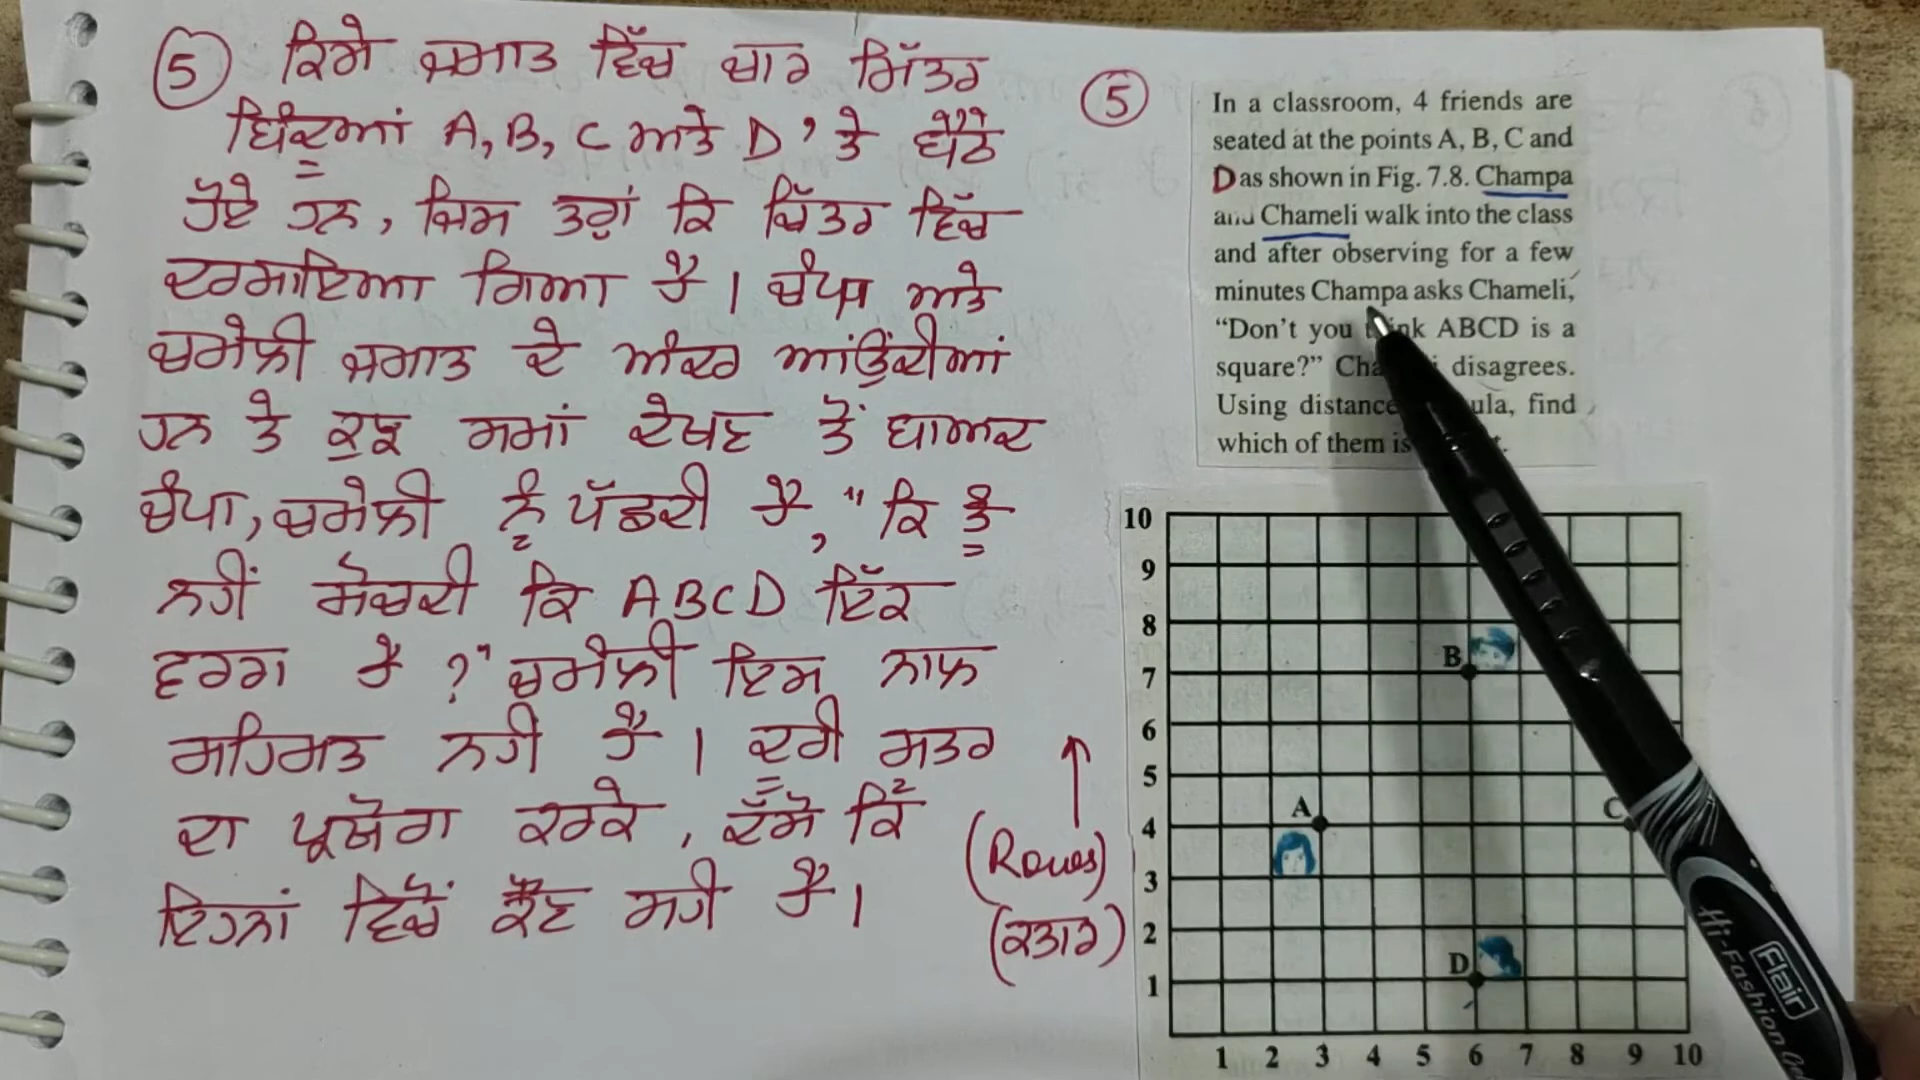 5 ਕਿਸੇ ਜਮਾਤ ਵਿੱਚ ਚਾਰ ਮਿੱਤਰ
ਬਿੰਦੂਆਂ A, B, C ਅਤੇ D 'ਤੇ ਬੈਠੇ
ਹੋਏ ਹਨ, ਜਿਸ ਤਰ੍ਹਾਂ ਕਿ ਚਿੱਤਰ ਵਿੱਚ
ਦਰਸਾਇਆ ਗਿਆ ਹੈ । ਚੰਪਾ ਅਤੇ
ਚਮੇਲੀ ਜਮਾਤ ਦੇ ਅੰਦਰ ਆਂਉਂਦੀਆਂ
ਹਨ ਤੇ ਕੁਝ ਸਮਾਂ ਦੇਖਣ ਤੋਂ ਬਾਅਦ
ਚੰਪਾ, ਚਮੇਲੀ ਨੂੰ ਪੁੱਛਦੀ ਹੈ, "ਕਿ ਤੂੰ
ਨਹੀਂ ਸੋਚਦੀ ਕਿ ABCD ਇੱਕ
ਵਰਗ ਹੈ ?" ਚਮੇਲੀ ਇਸ ਨਾਲ
ਸਹਿਮਤ ਨਹੀ ਹੈ । ਦੂਰੀ ਸੂਤਰ
ਦਾ ਪ੍ਰਯੋਗ ਕਰਕੇ, ਦੱਸੋ ਕਿ
ਇਹਨਾਂ ਵਿਚੋਂ ਕੌਣ ਸਹੀ ਹੈ ।
5
In a classroom, 4 friends are
seated at the points A, B, C and
D as shown in Fig. 7.8. Champa
and Chameli walk into the class
and after observing for a few
minutes Champa asks Chameli,
"Don't you ABCD is a
square?" disagrees.
Using distance find
which of them is
10
9
8
B
7
6
5
A C
4
(Rows)
3
(ਕਤਾਰ)
2
D
1
1 2 3 4 5 6 7 8 9 10
Flair
Hi-Fashion